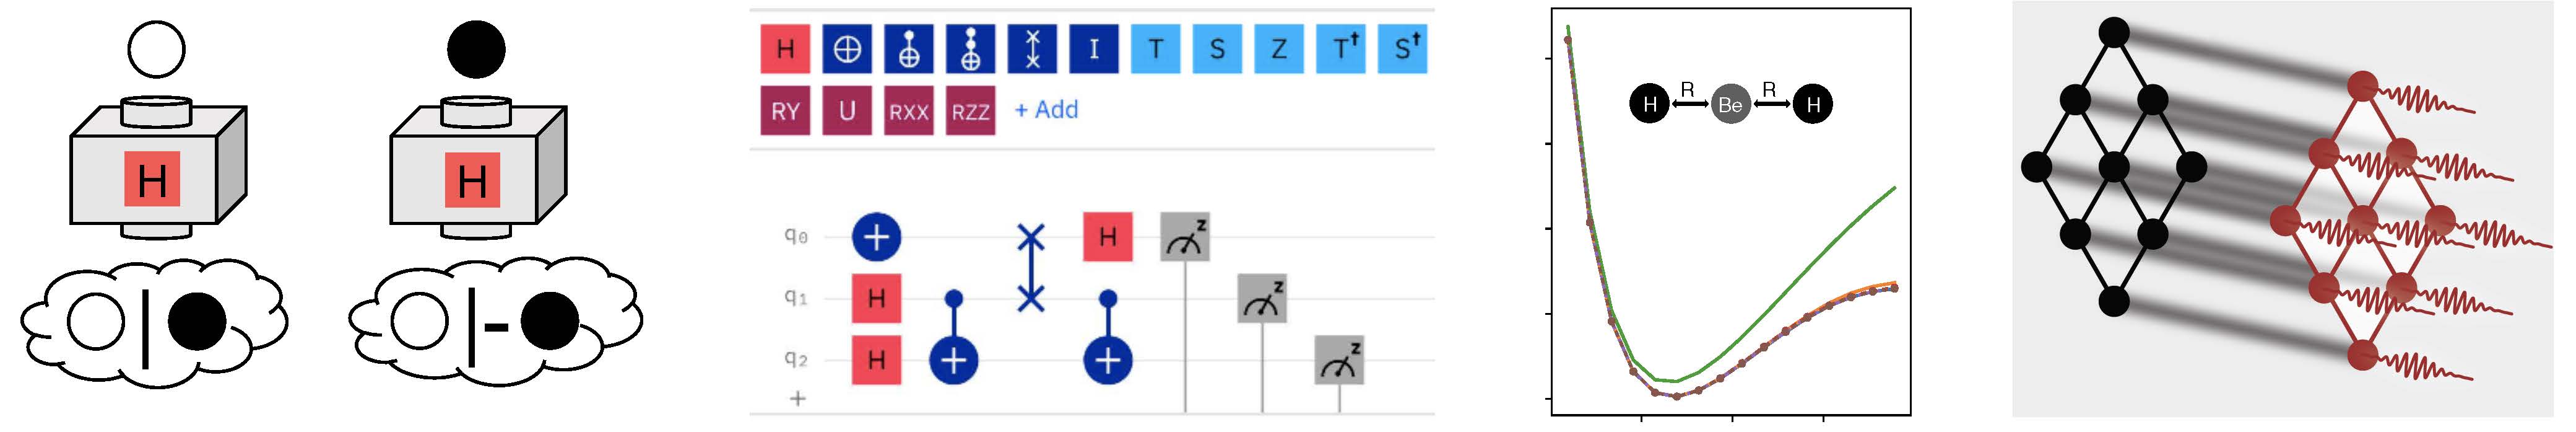 H
H
H T S Z T† S†
I
RY U RXX RZZ + Add
q0 H z
q1 H z
q2 H z
+
H R Be R H